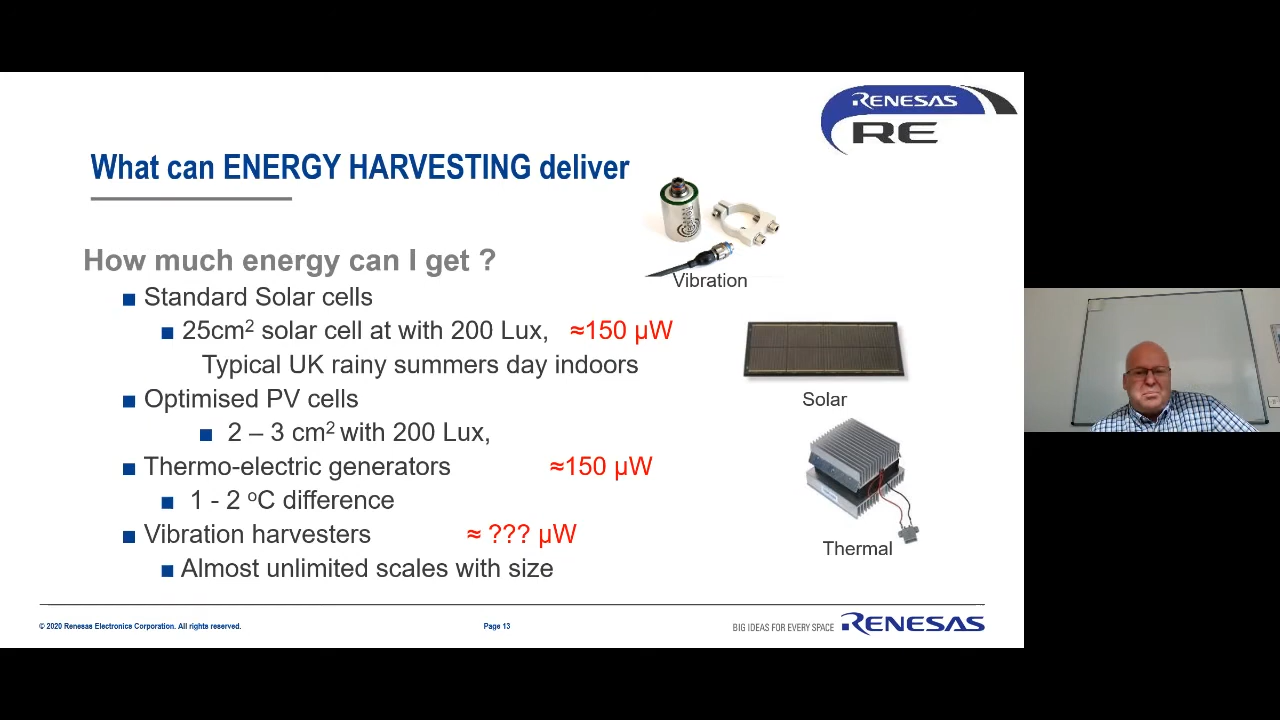 RENESAS
RE
What can ENERGY HARVESTING deliver
How much energy can I get ?
Standard Solar cells
25cm² solar cell at with 200 Lux, ≈150 µW
Typical UK rainy summers day indoors
Optimised PV cells
2 – 3 cm² with 200 Lux,
Thermo-electric generators ≈150 µW
1 - 2 ᵒC difference
Vibration harvesters ≈ ??? µW
Almost unlimited scales with size
Vibration
Solar
Thermal
© 2020 Renesas Electronics Corporation. All rights reserved.
Page 13
BIG IDEAS FOR EVERY SPACE RENESAS